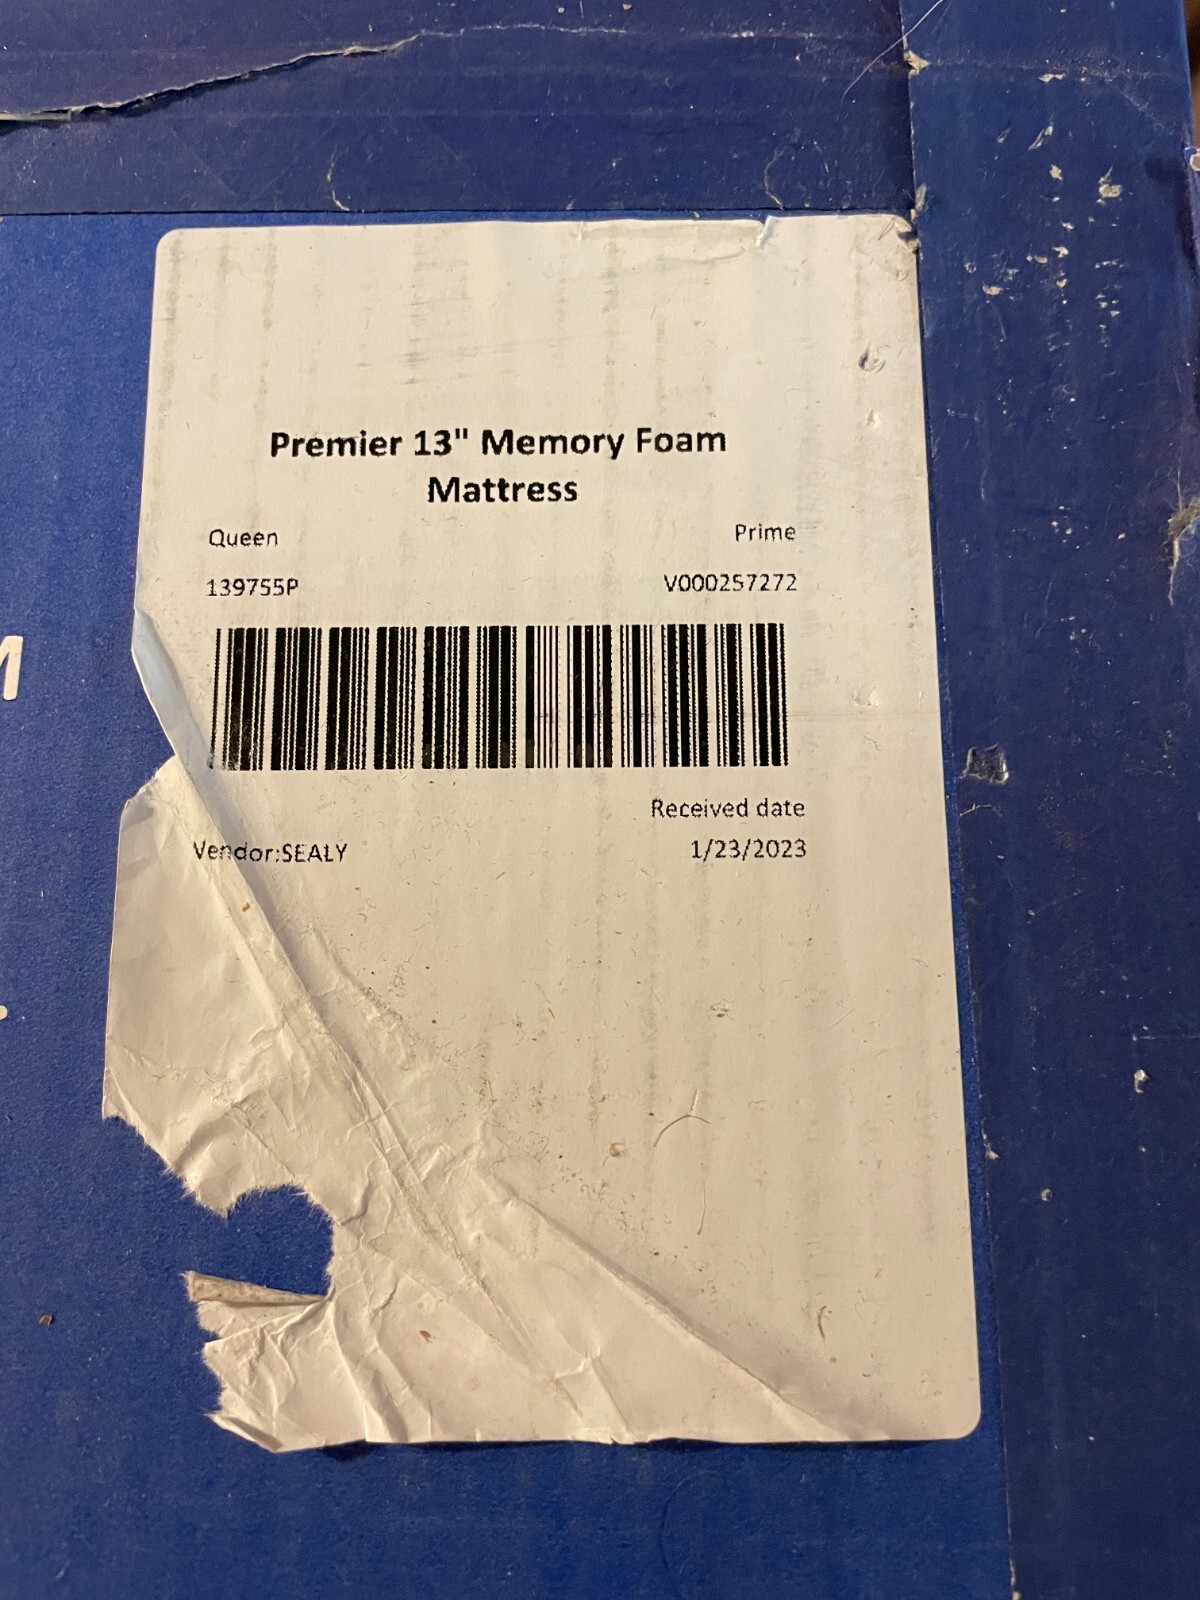 Premier 13" Memory Foam
Mattress
Queen Prime
139755P V000257272
Received date
Vendor:SEALY 1/23/2023